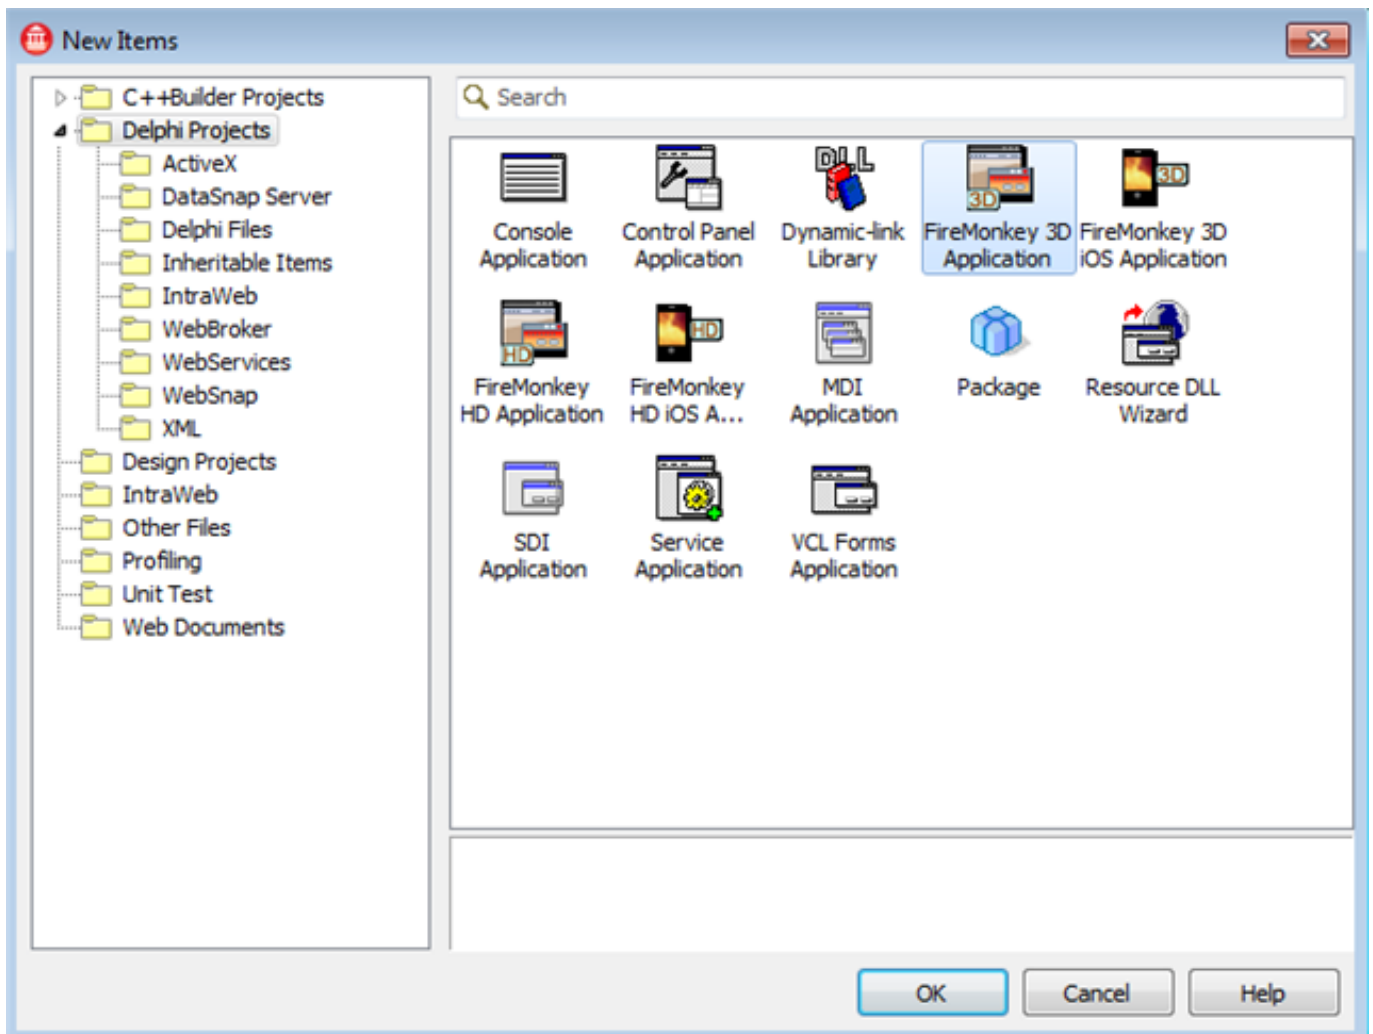 New Items
C++Builder Projects
Delphi Projects
ActiveX
DataSnap Server
Delphi Files
Inheritable Items
IntraWeb
WebBroker
WebServices
WebSnap
XML
Design Projects
IntraWeb
Other Files
Profiling
Unit Test
Web Documents
Search
Console
Application
Control Panel
Application
DLL
Dynamic-link
Library
3D
FireMonkey 3D
Application
3D
FireMonkey 3D
iOS Application
HD
FireMonkey
HD Application
HD
FireMonkey
HD iOS A...
MDI
Application
Package
Resource DLL
Wizard
SDI
Application
Service
Application
VCL Forms
Application
OK
Cancel
Help